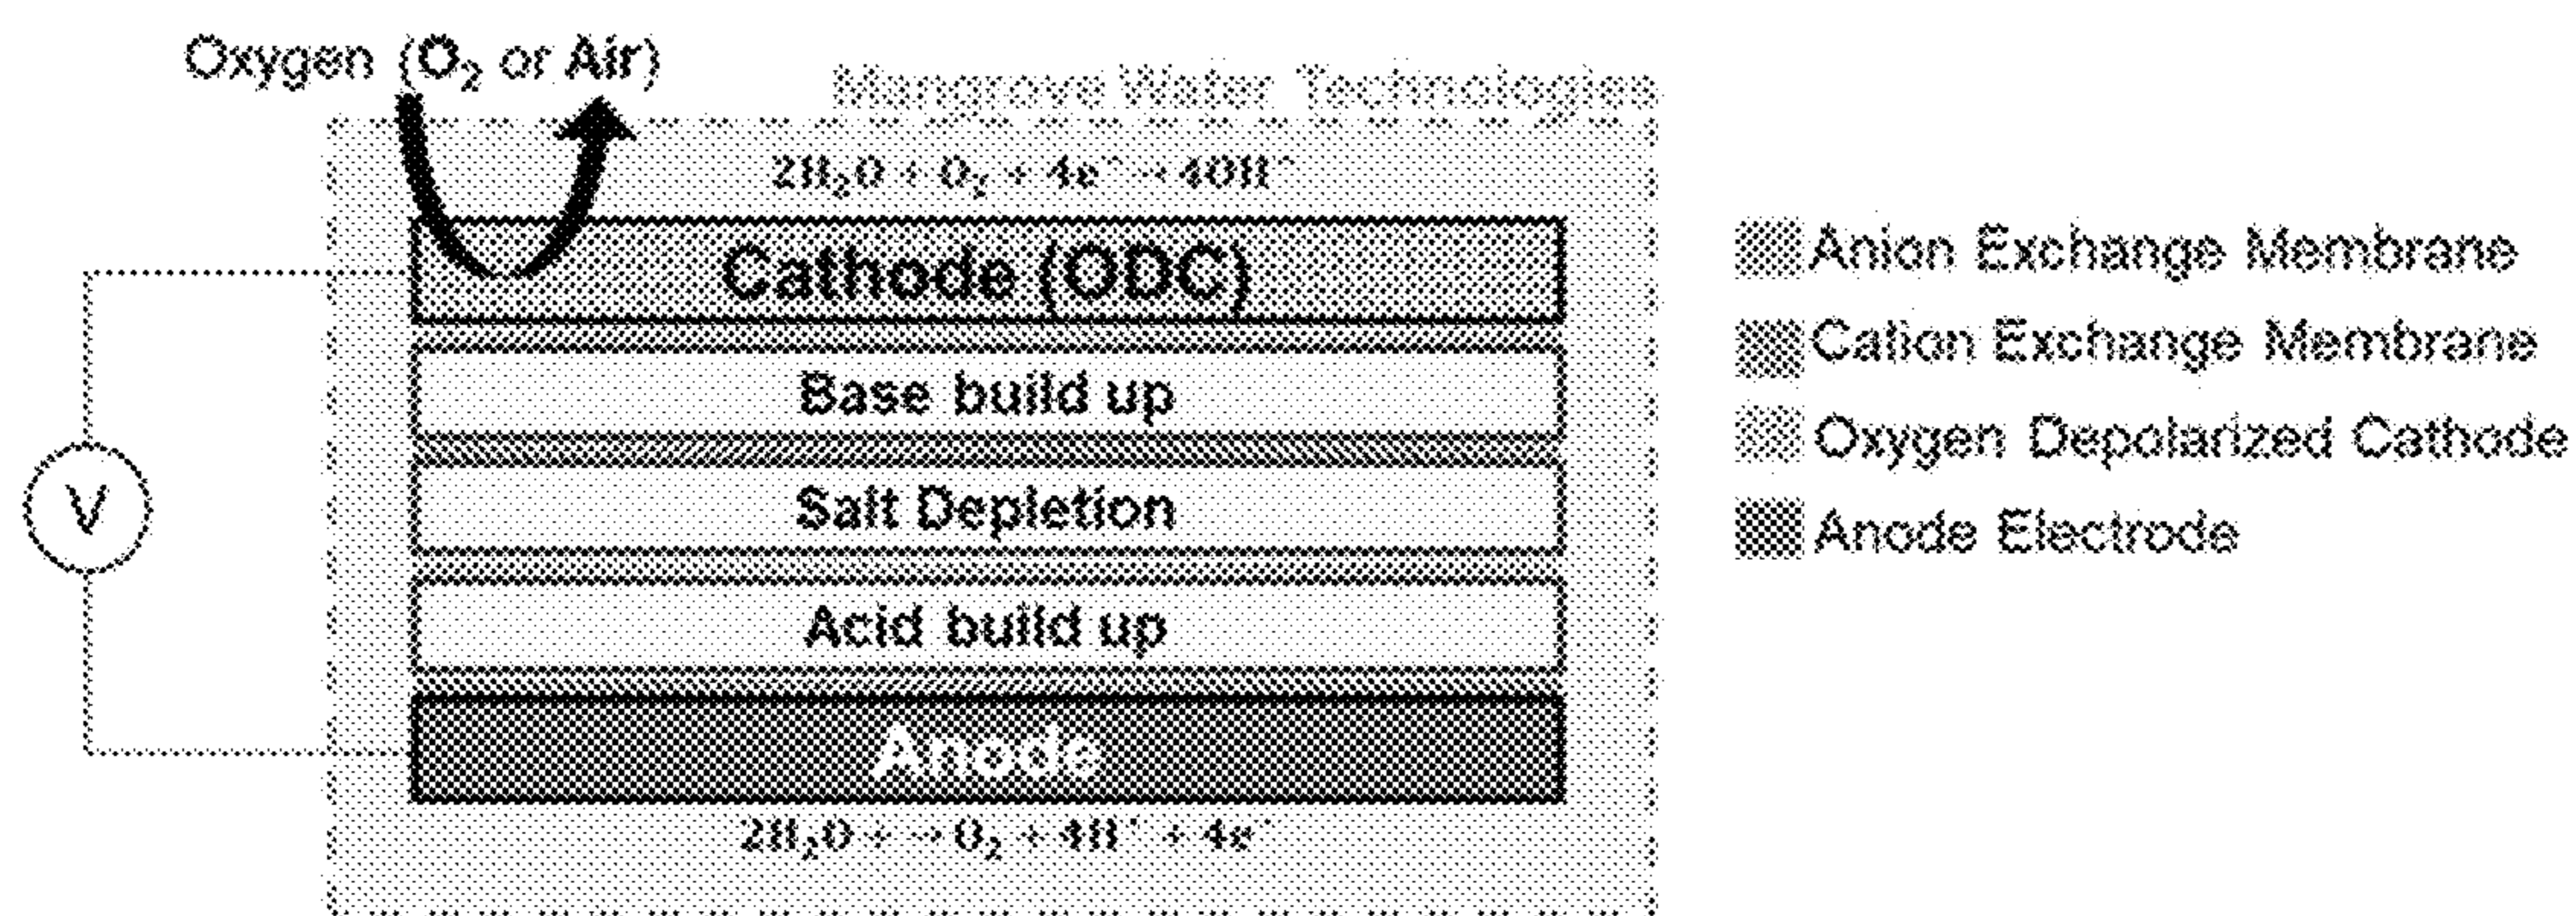 Oxygen (O₂ or Air)
Mangrove Water Technologies
2H₂O + O₂ + 4e⁻ → 4OH⁻
Cathode (ODC)
Base build up
Salt Depletion
Acid build up
Anode
2H₂O + → O₂ + 4H⁺ + 4e⁻
V
Anion Exchange Membrane
Cation Exchange Membrane
Oxygen Depolarized Cathode
Anode Electrode